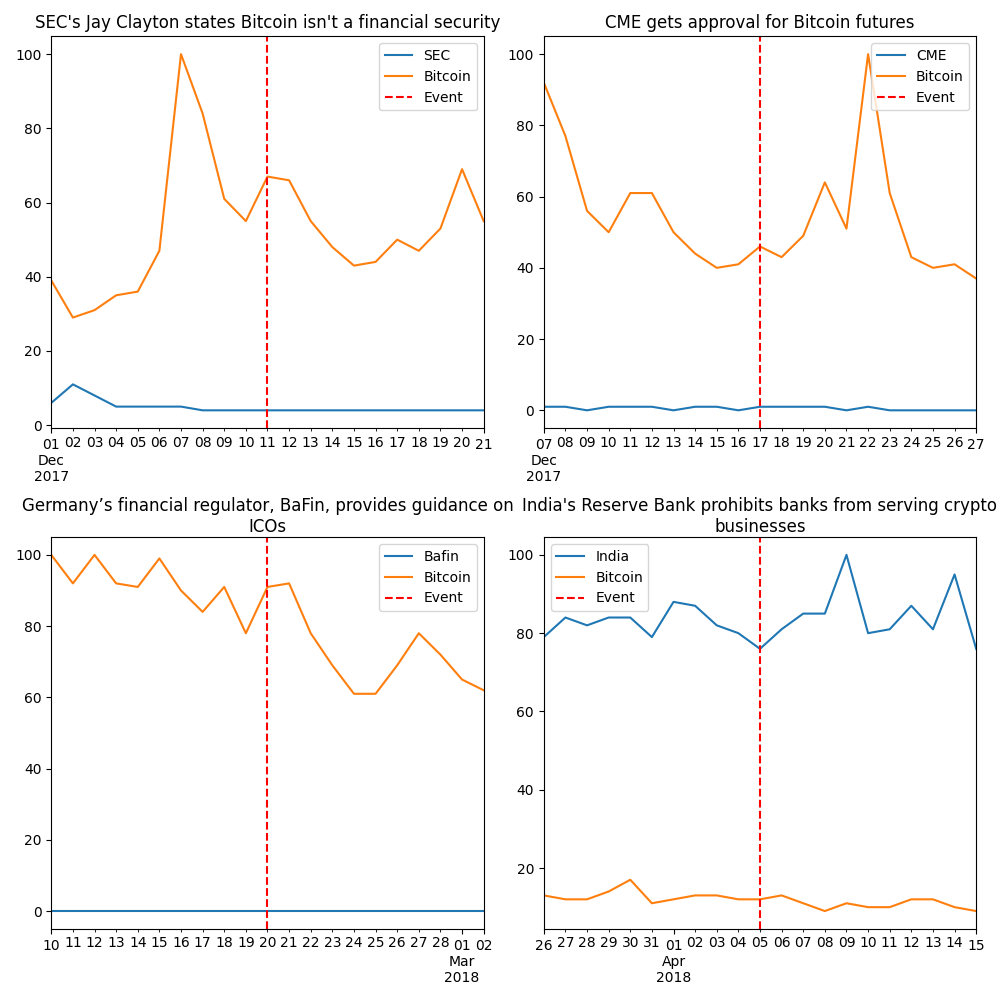 SEC's Jay Clayton states Bitcoin isn't a financial security
100
80
60
40
20
0
SEC
Bitcoin
Event
01 02 03 04 05 06 07 08 09 10 11 12 13 14 15 16 17 18 19 20 21
Dec
2017
CME gets approval for Bitcoin futures
100
80
60
40
20
0
CME
Bitcoin
Event
07 08 09 10 11 12 13 14 15 16 17 18 19 20 21 22 23 24 25 26 27
Dec
2017
Germany’s financial regulator, BaFin, provides guidance on
ICOs
100
80
60
40
20
0
Bafin
Bitcoin
Event
10 11 12 13 14 15 16 17 18 19 20 21 22 23 24 25 26 27 28 01 02
Mar
2018
India's Reserve Bank prohibits banks from serving crypto
businesses
100
80
60
40
20
India
Bitcoin
Event
26 27 28 29 30 31 01 02 03 04 05 06 07 08 09 10 11 12 13 14 15
Apr
2018